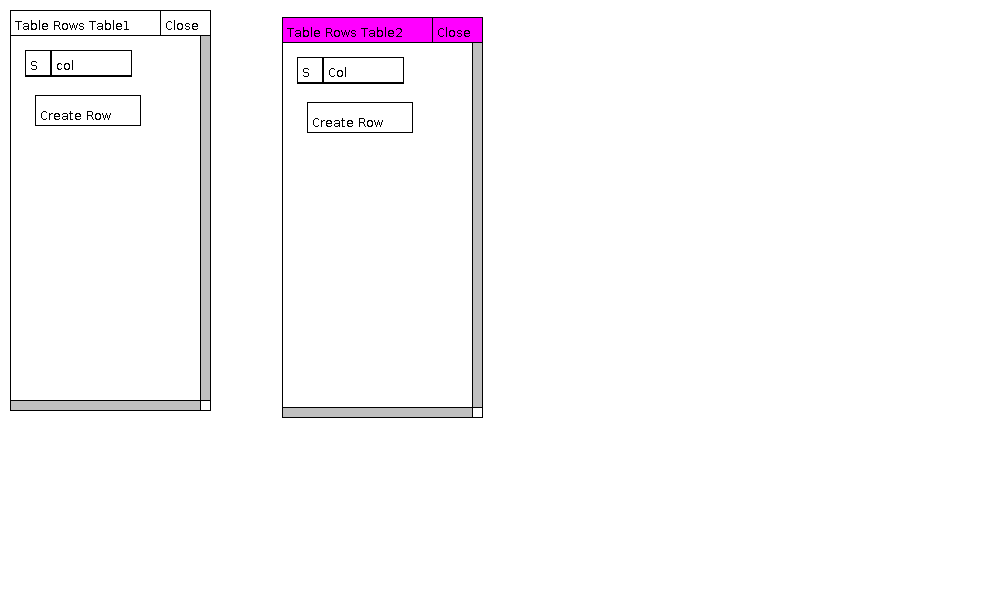 Table Rows Table1 Close
S col
Create Row
Table Rows Table2 Close
S Col
Create Row